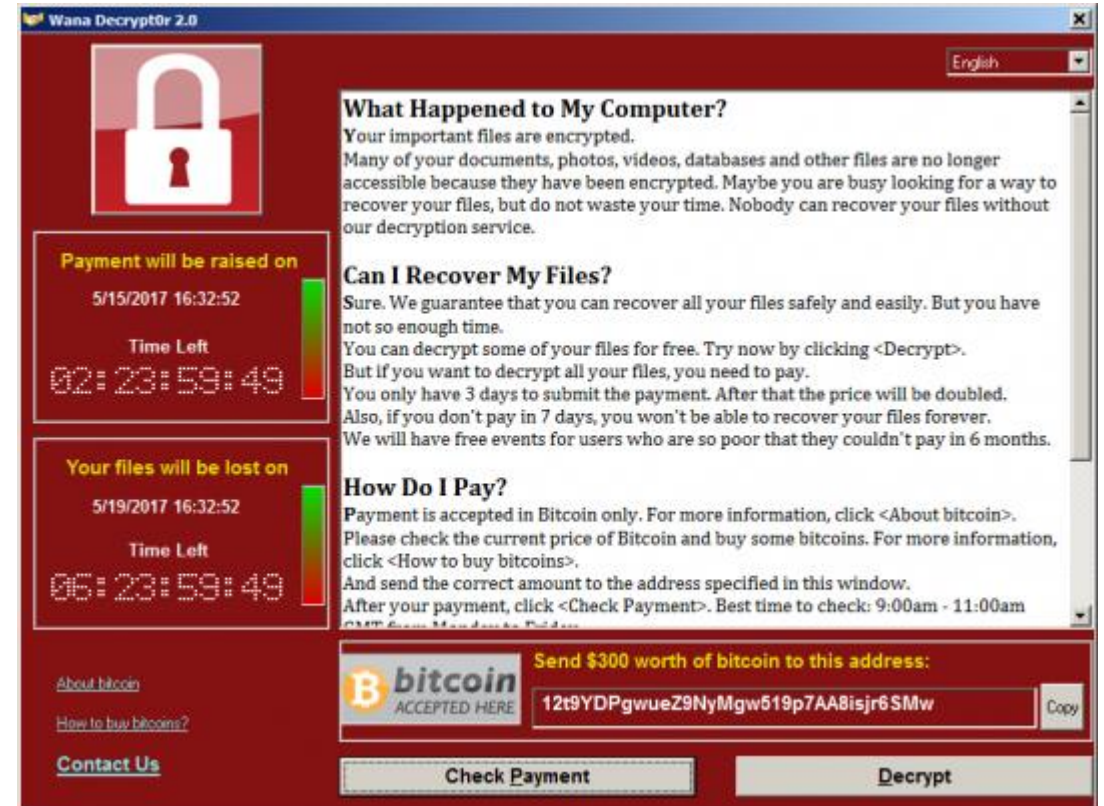 Wana Decrypt0r 2.0
English
What Happened to My Computer?
Your important files are encrypted.
Many of your documents, photos, videos, databases and other files are no longer
accessible because they have been encrypted. Maybe you are busy looking for a way to
recover your files, but do not waste your time. Nobody can recover your files without
our decryption service.
Can I Recover My Files?
Sure. We guarantee that you can recover all your files safely and easily. But you have
not so enough time.
You can decrypt some of your files for free. Try now by clicking <Decrypt>.
But if you want to decrypt all your files, you need to pay.
You only have 3 days to submit the payment. After that the price will be doubled.
Also, if you don't pay in 7 days, you won't be able to recover your files forever.
We will have free events for users who are so poor that they couldn't pay in 6 months.
How Do I Pay?
Payment is accepted in Bitcoin only. For more information, click <About bitcoin>.
Please check the current price of Bitcoin and buy some bitcoins. For more information,
click <How to buy bitcoins>.
And send the correct amount to the address specified in this window.
After your payment, click <Check Payment>. Best time to check: 9:00am - 11:00am
GMT from Monday to Friday.
Payment will be raised on
5/15/2017 16:32:52
Time Left
02:23:59:49
Your files will be lost on
5/19/2017 16:32:52
Time Left
06:23:59:49
About bitcoin
How to buy bitcoins?
Contact Us
bitcoin
ACCEPTED HERE
Send $300 worth of bitcoin to this address:
12t9YDPgwueZ9NyMgw519p7AA8isjr6SMw
Copy
Check Payment
Decrypt